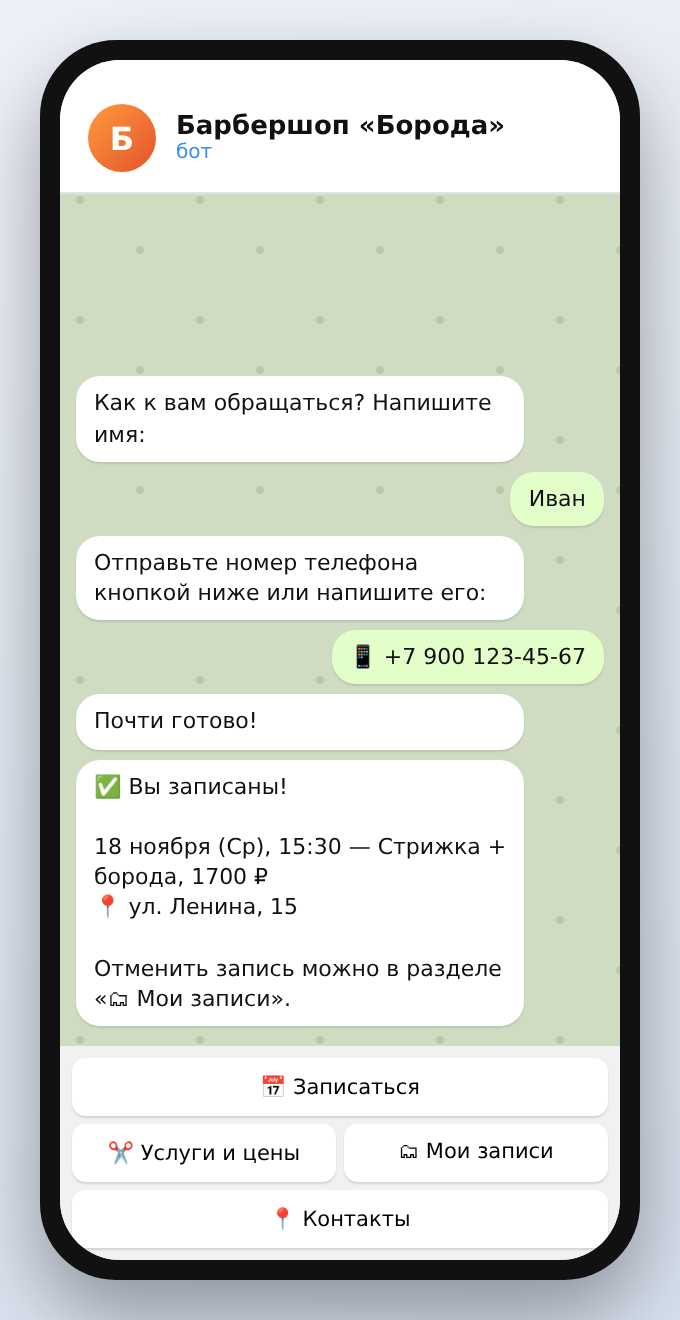 Б
Барбершоп «Борода»
бот
Как к вам обращаться? Напишите
имя:
Иван
Отправьте номер телефона
кнопкой ниже или напишите его:
📱 +7 900 123-45-67
Почти готово!
✅ Вы записаны!
18 ноября (Ср), 15:30 — Стрижка +
борода, 1700 ₽
📍 ул. Ленина, 15
Отменить запись можно в разделе
«🗂 Мои записи».
📅 Записаться
✂️ Услуги и цены
🗂 Мои записи
📍 Контакты